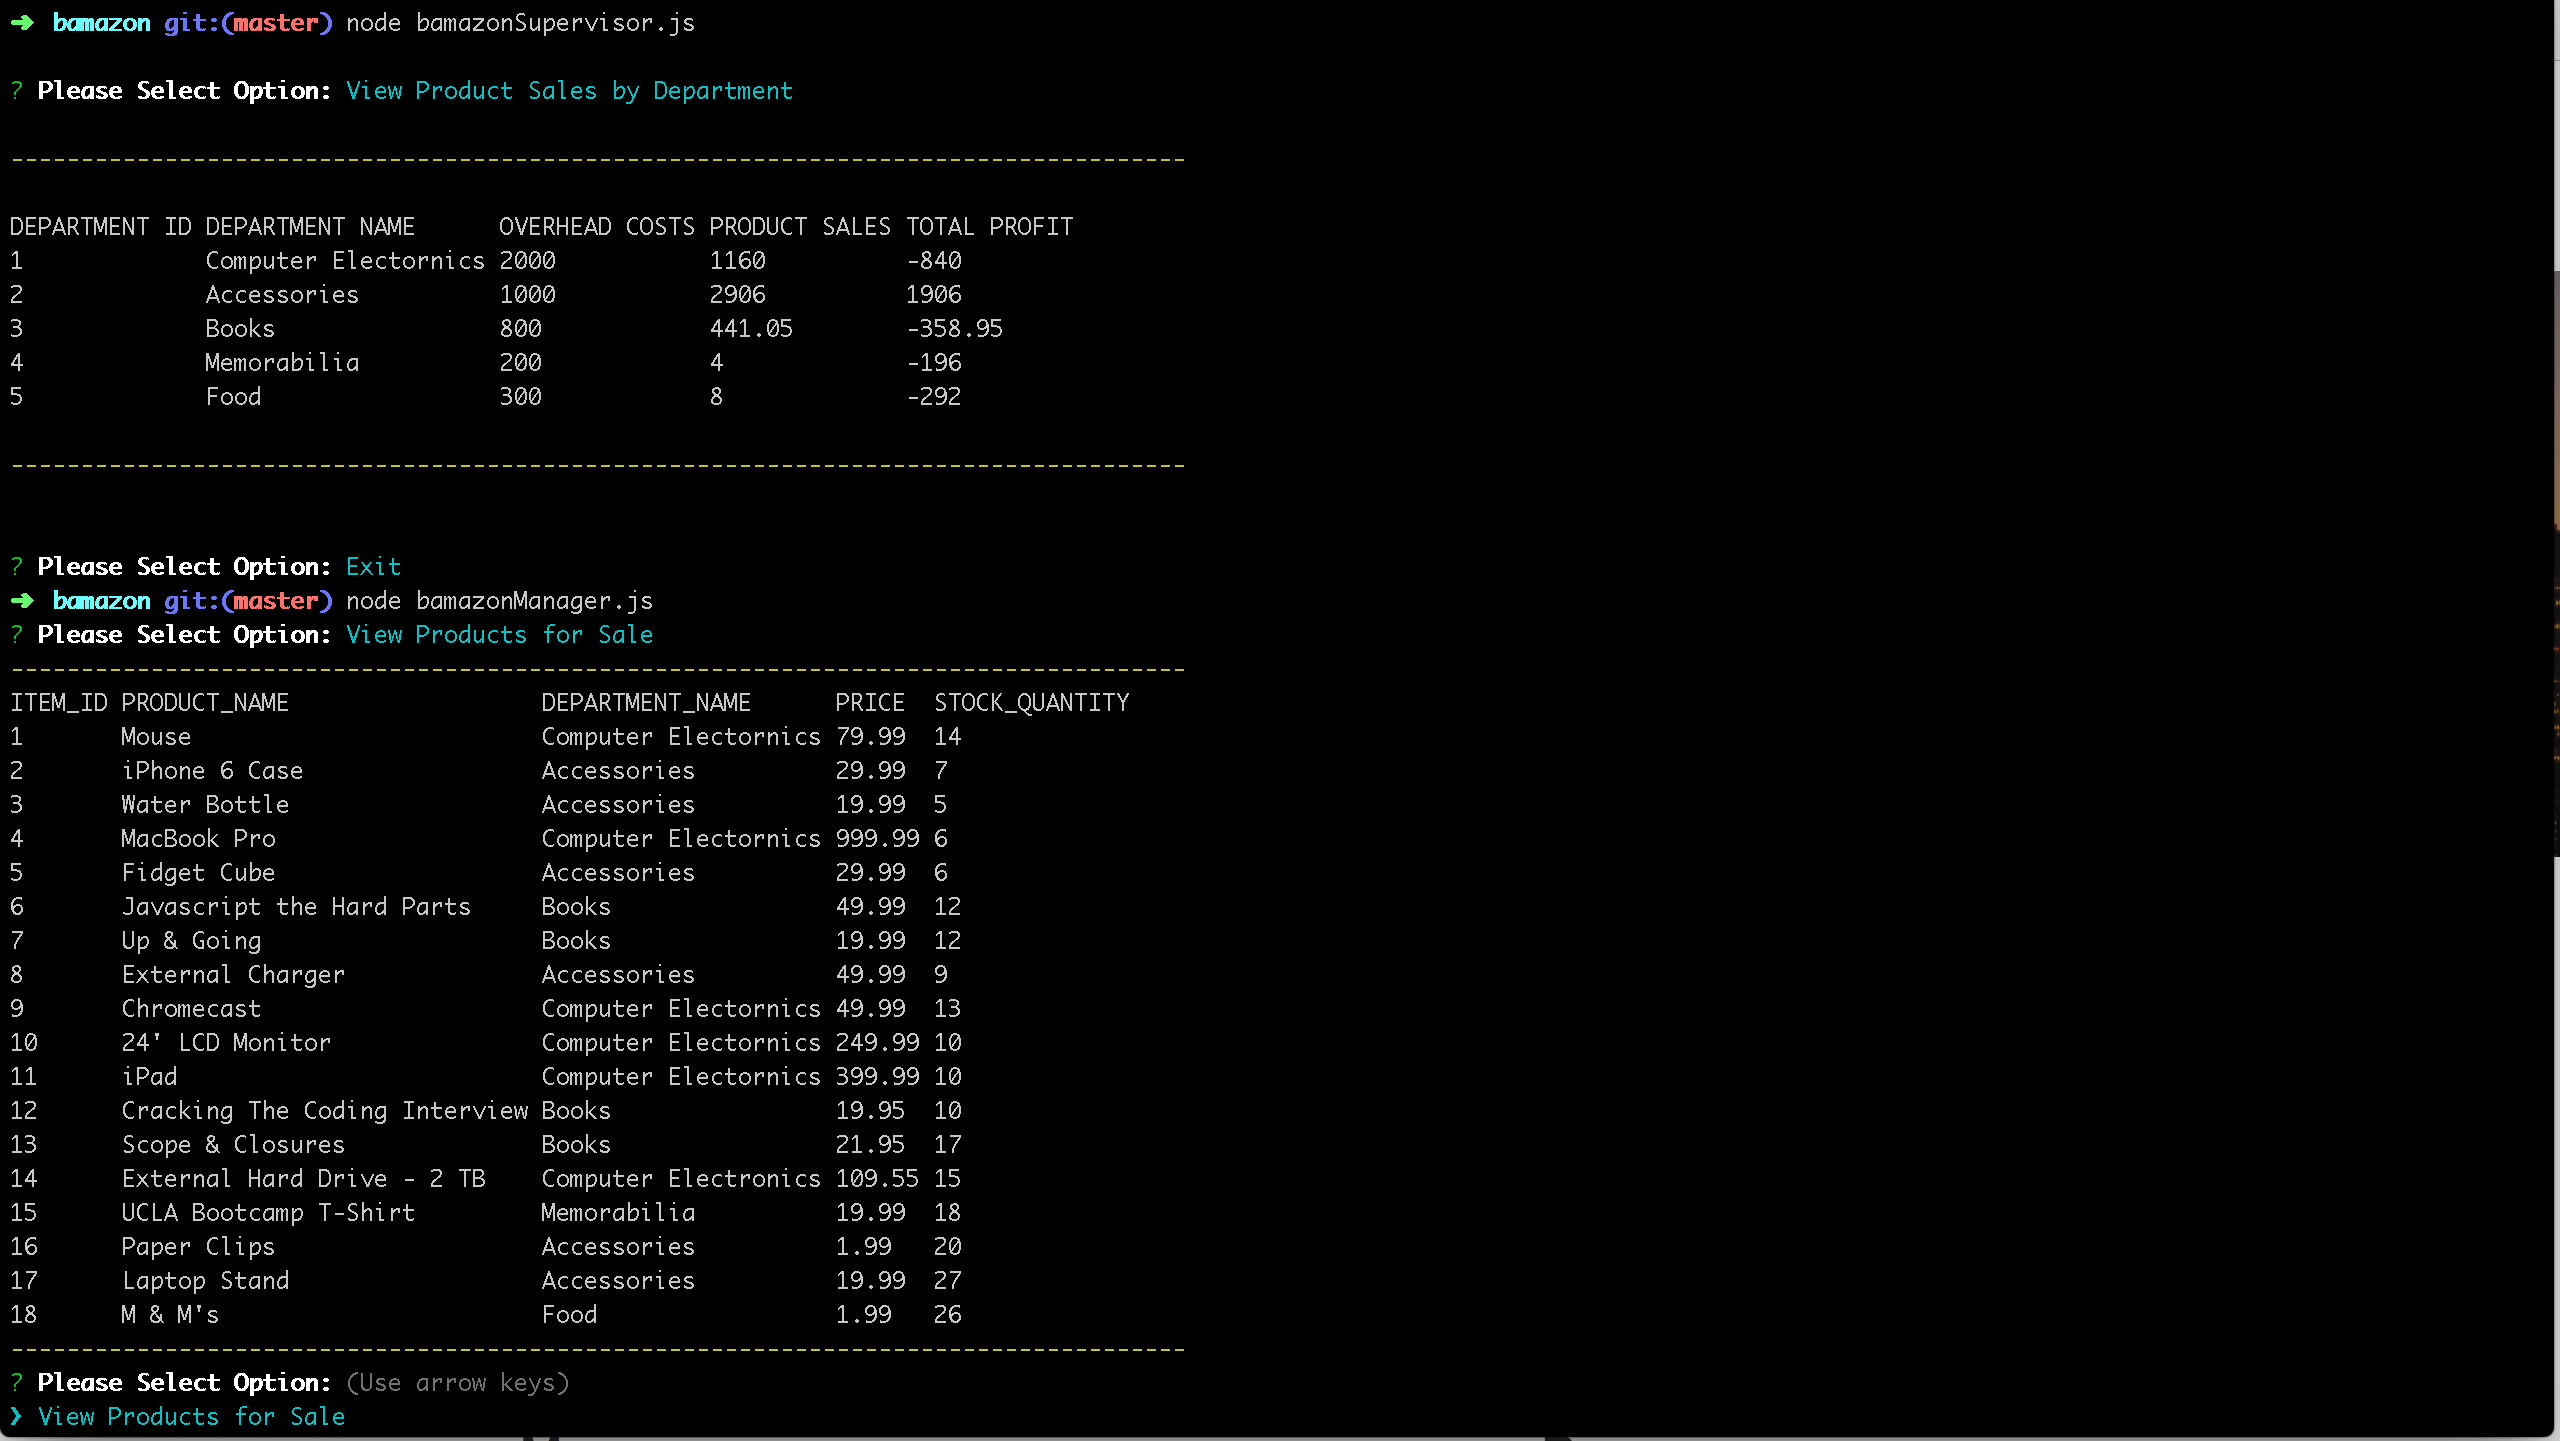 ➜ bamazon git:(master) node bamazonSupervisor.js
? Please Select Option: View Product Sales by Department
-------------------------------------------------------------------------------------
DEPARTMENT ID DEPARTMENT NAME OVERHEAD COSTS PRODUCT SALES TOTAL PROFIT
1 Computer Electornics 2000 1160 -840
2 Accessories 1000 2906 1906
3 Books 800 441.05 -358.95
4 Memorabilia 200 4 -196
5 Food 300 8 -292
-------------------------------------------------------------------------------------
? Please Select Option: Exit
➜ bamazon git:(master) node bamazonManager.js
? Please Select Option: View Products for Sale
-------------------------------------------------------------------------------------
ITEM_ID PRODUCT_NAME DEPARTMENT_NAME PRICE STOCK_QUANTITY
1 Mouse Computer Electornics 79.99 14
2 iPhone 6 Case Accessories 29.99 7
3 Water Bottle Accessories 19.99 5
4 MacBook Pro Computer Electornics 999.99 6
5 Fidget Cube Accessories 29.99 6
6 Javascript the Hard Parts Books 49.99 12
7 Up & Going Books 19.99 12
8 External Charger Accessories 49.99 9
9 Chromecast Computer Electornics 49.99 13
10 24' LCD Monitor Computer Electornics 249.99 10
11 iPad Computer Electornics 399.99 10
12 Cracking The Coding Interview Books 19.95 10
13 Scope & Closures Books 21.95 17
14 External Hard Drive - 2 TB Computer Electronics 109.55 15
15 UCLA Bootcamp T-Shirt Memorabilia 19.99 18
16 Paper Clips Accessories 1.99 20
17 Laptop Stand Accessories 19.99 27
18 M & M's Food 1.99 26
-------------------------------------------------------------------------------------
? Please Select Option: (Use arrow keys)
❯ View Products for Sale